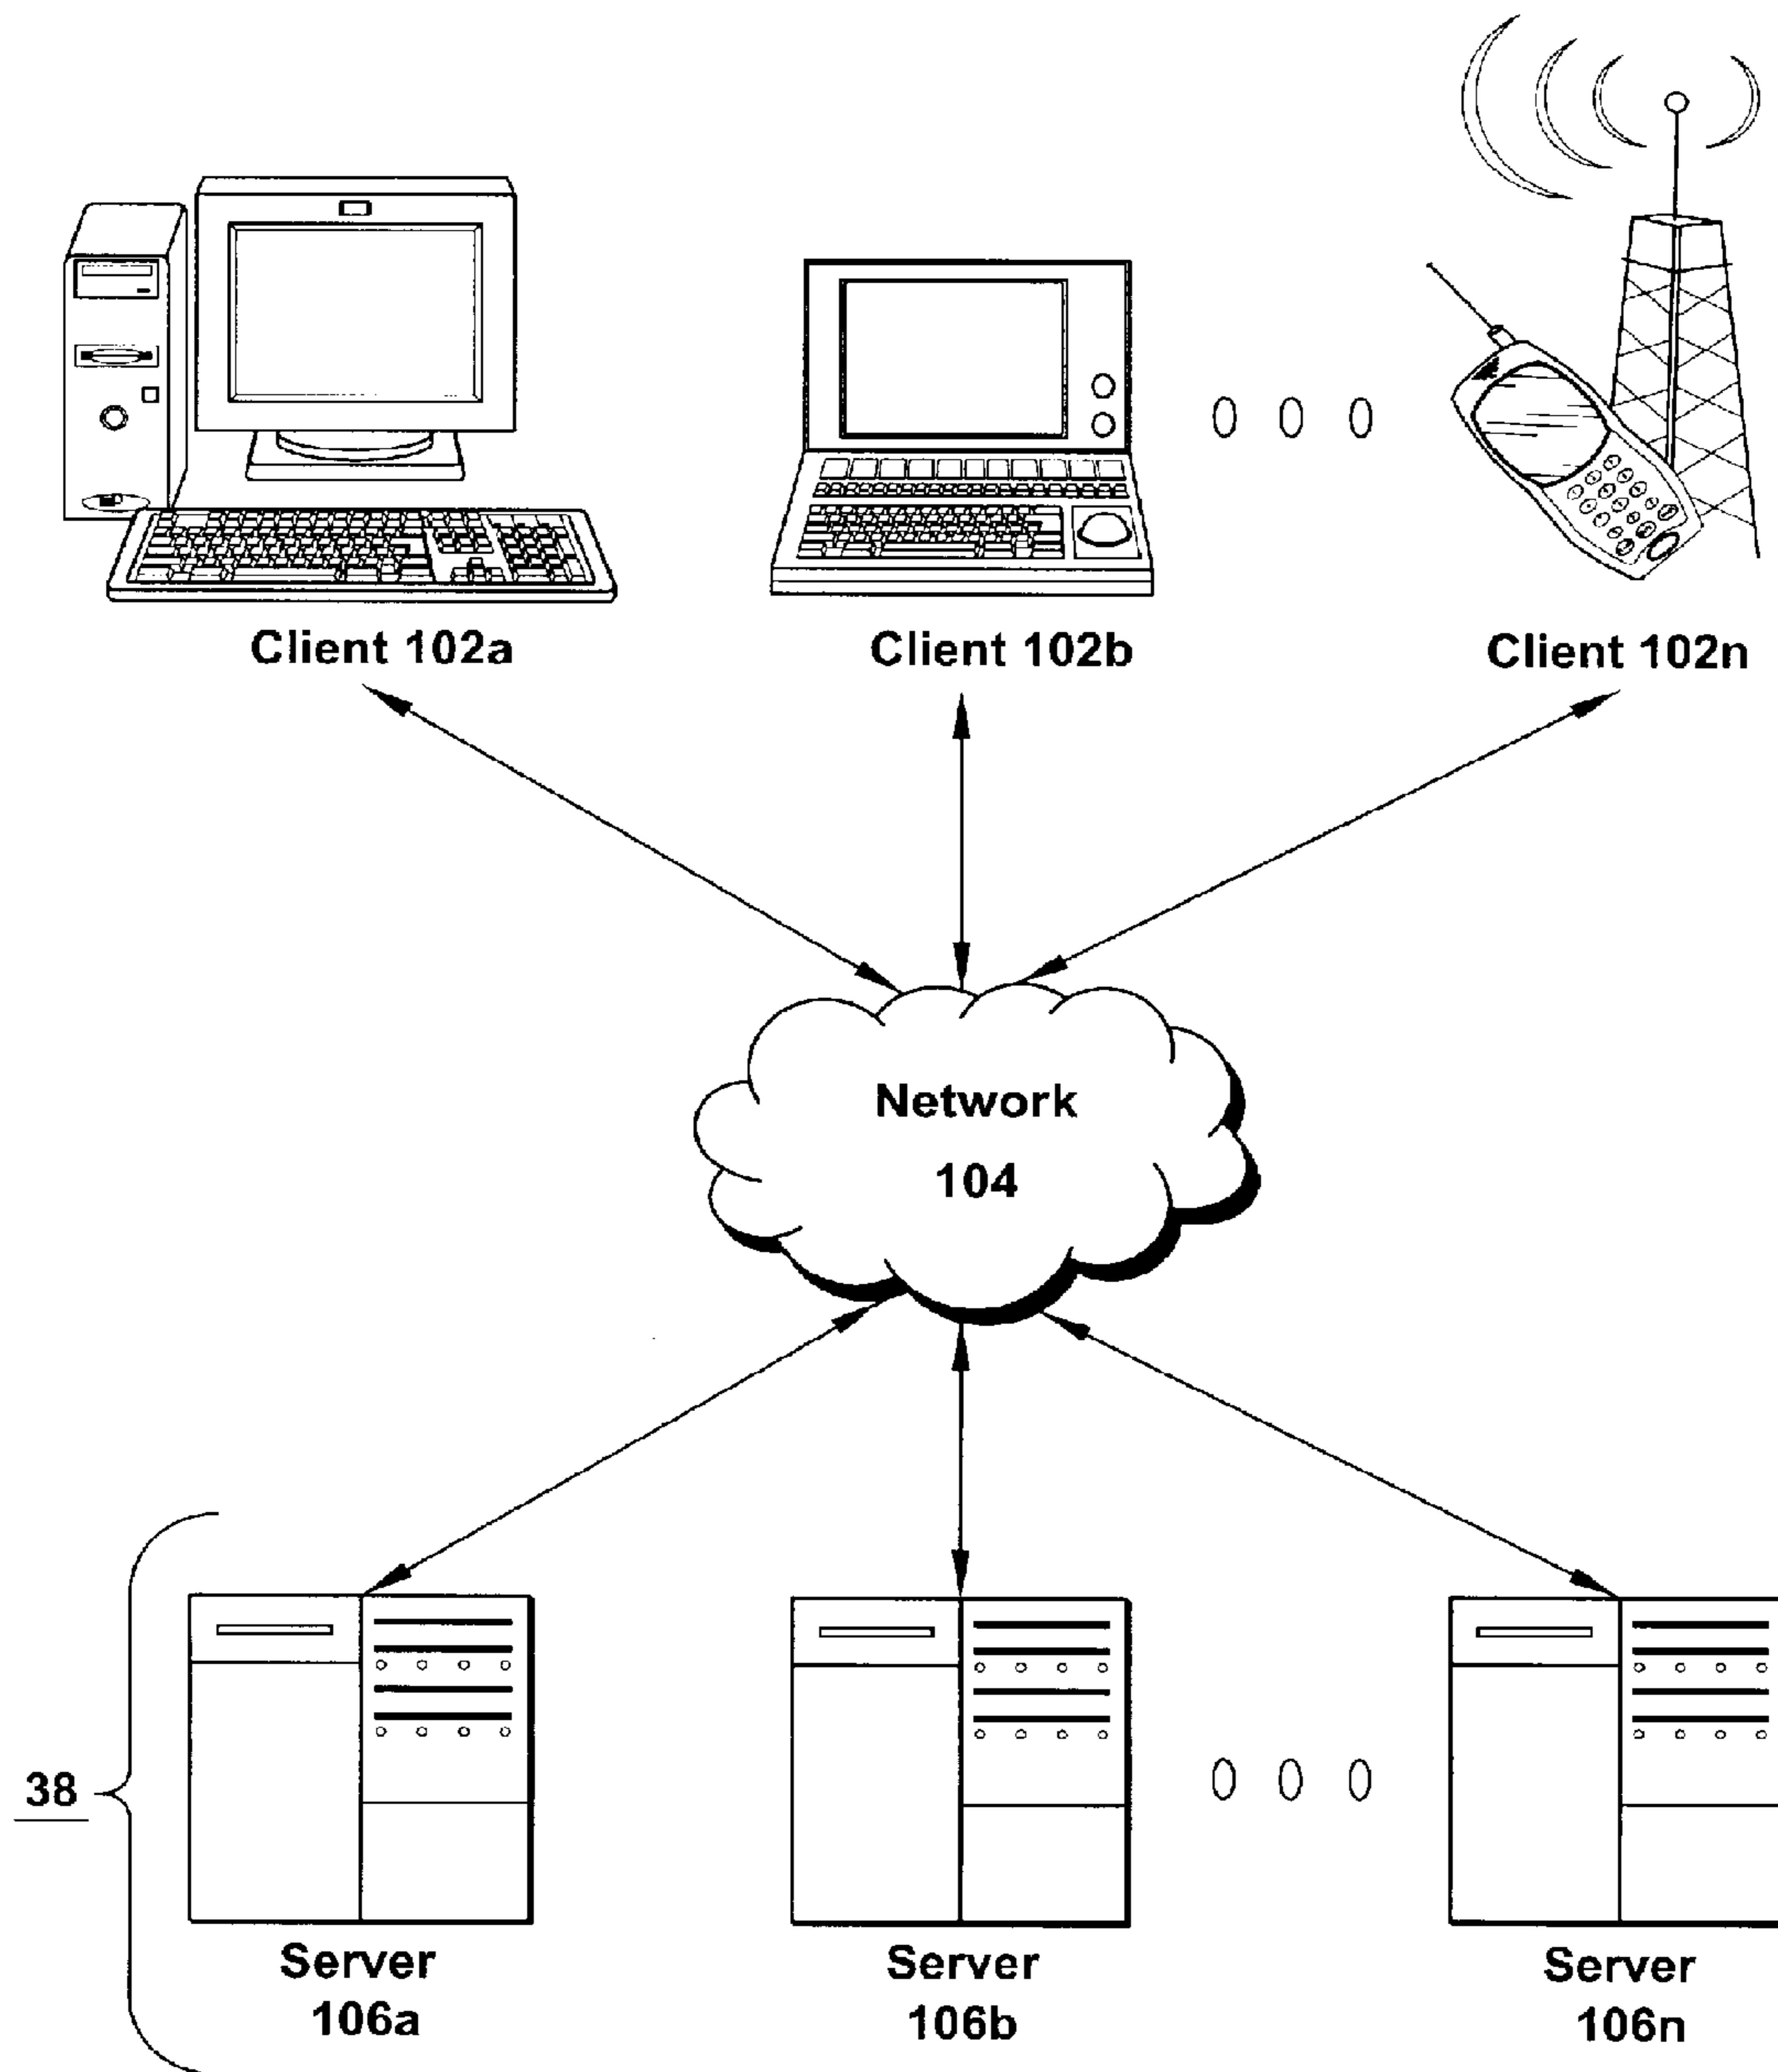 Client 102a
Client 102b
Client 102n
Network
104
38
Server
106a
Server
106b
Server
106n